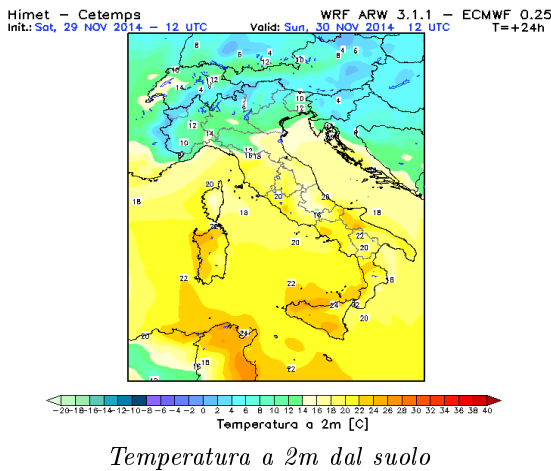 Himet – Cetemps WRF ARW 3.1.1 – ECMWF 0.25
Init.: Sat, 29 NOV 2014 – 12 UTC Valid: Sun, 30 NOV 2014 12 UTC T=+24h
-20 -18 -16 -14 -12 -10 -8 -6 -4 -2 0 2 4 6 8 10 12 14 16 18 20 22 24 26 28 30 32 34 36 38 40
Temperatura a 2m [C]
Temperatura a 2m dal suolo